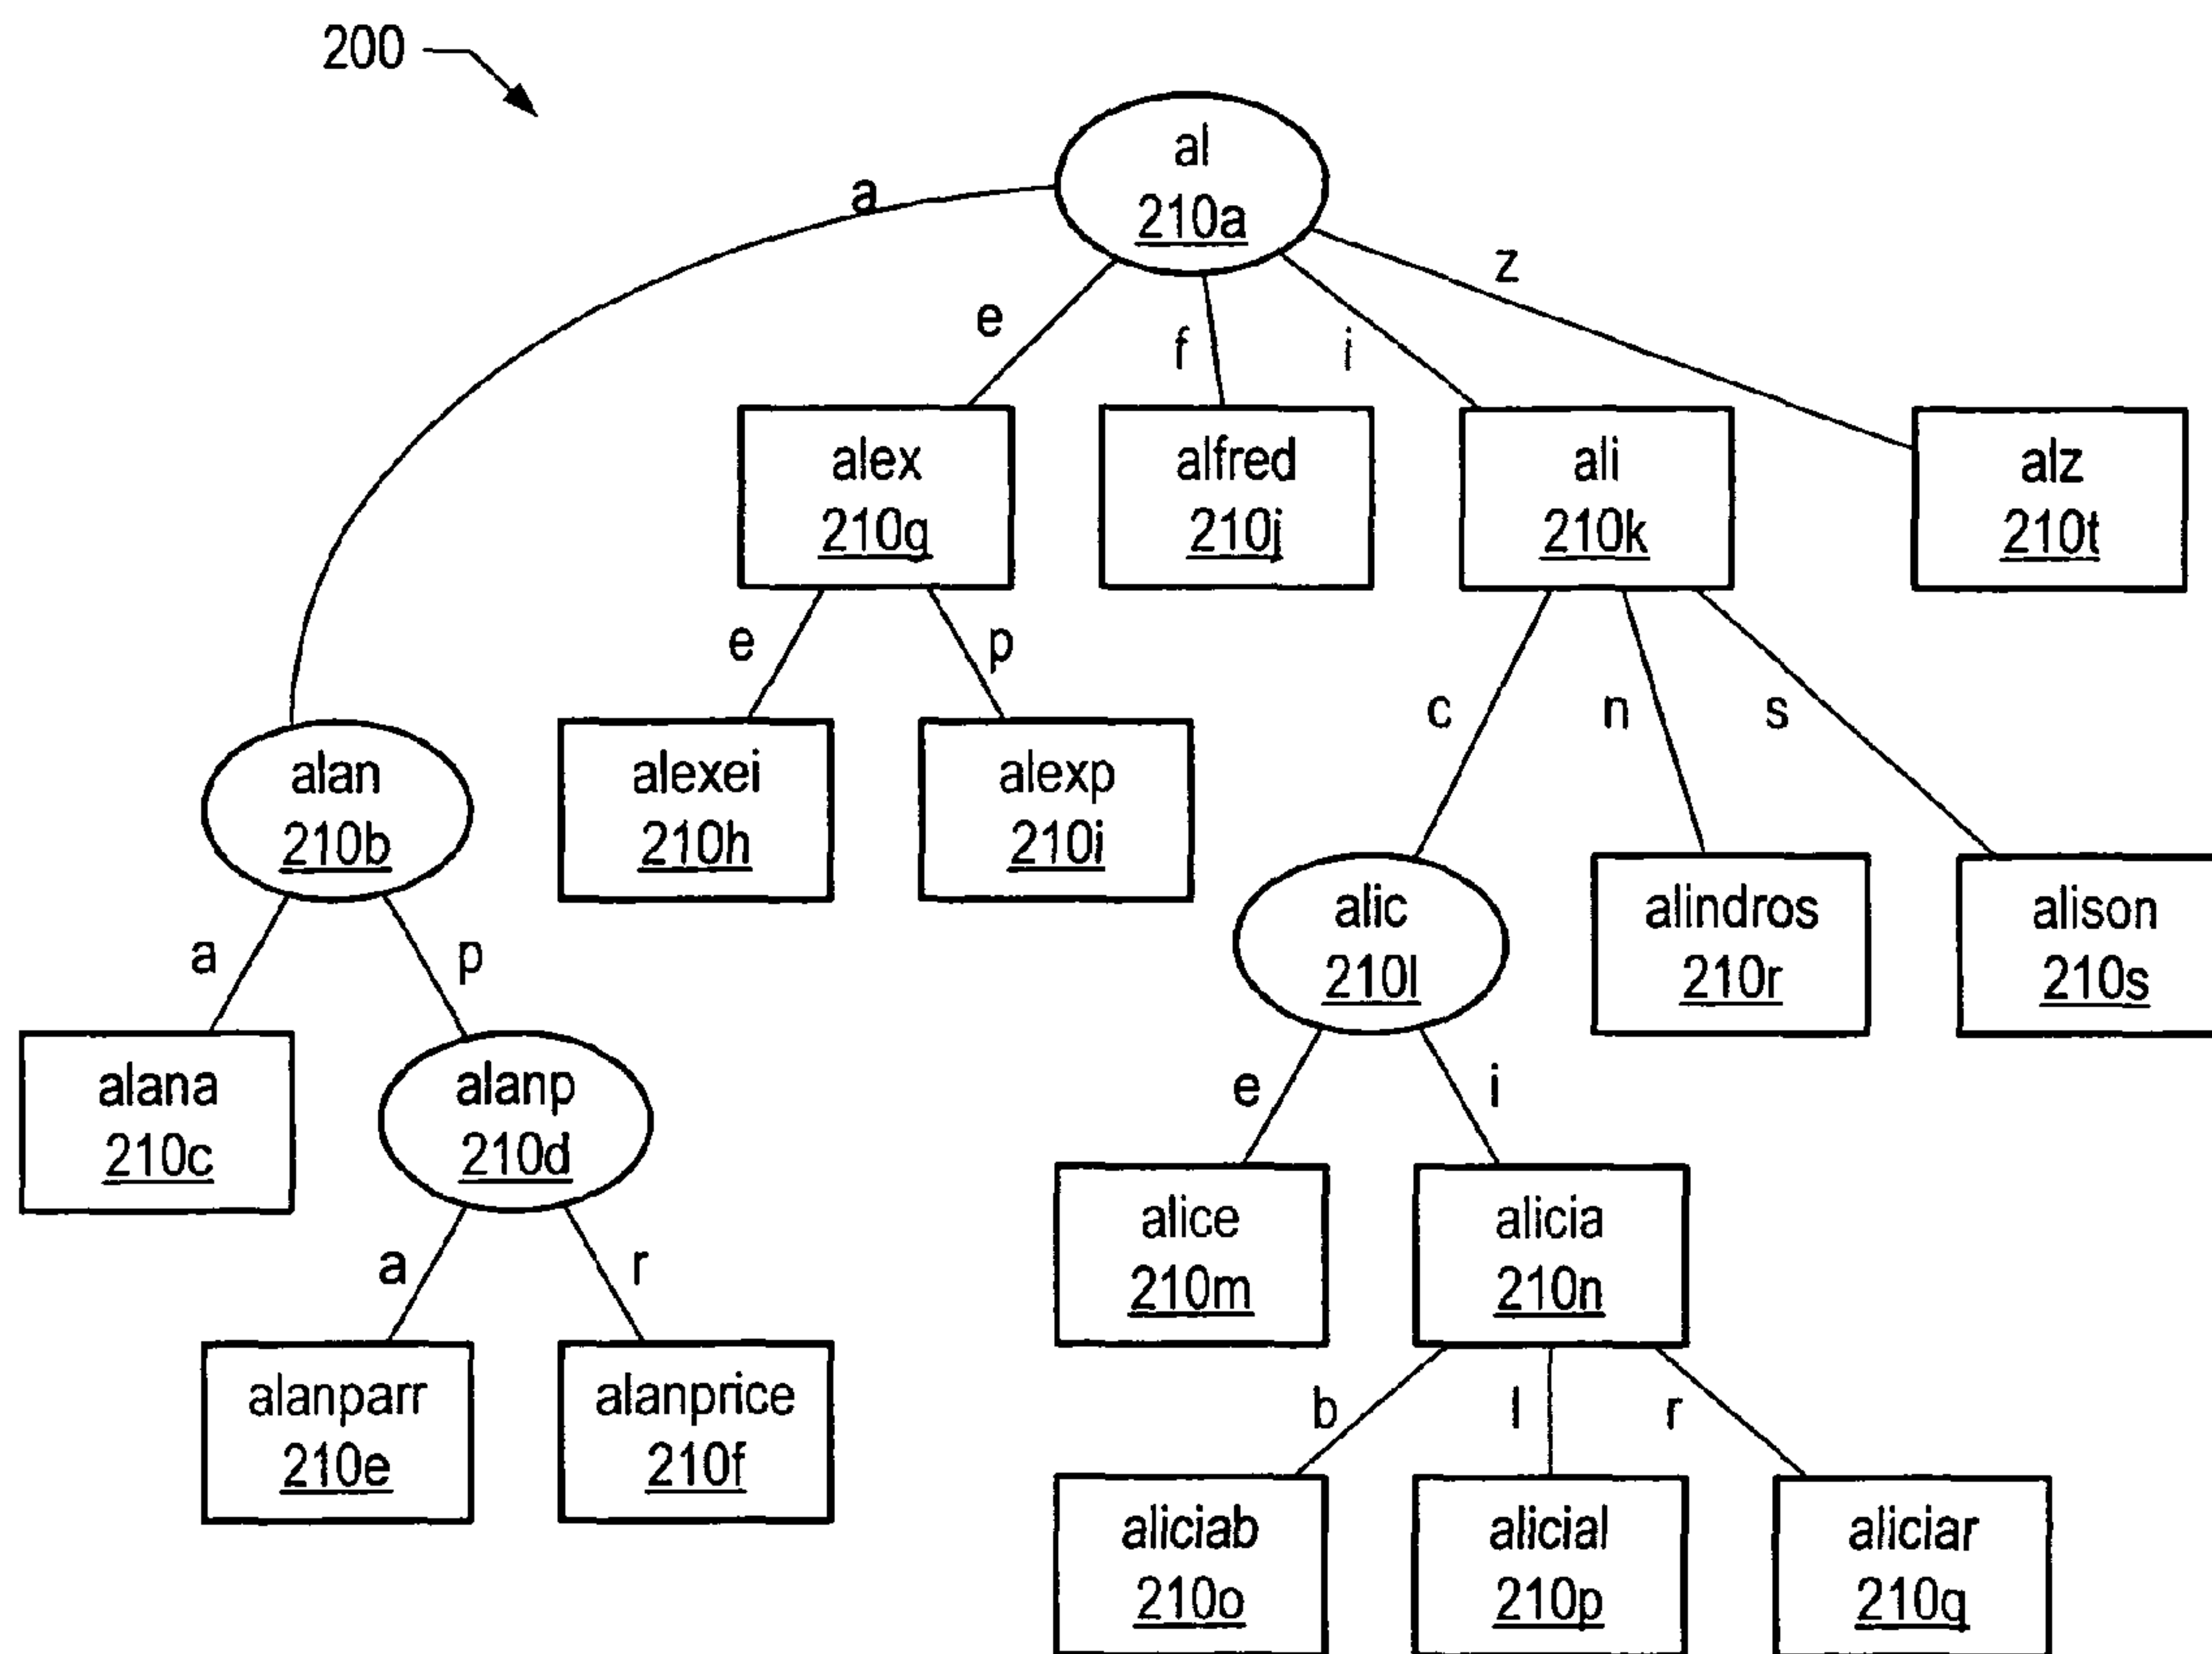 200
al
210a
a
e
f
i
z
alex
210g
alfred
210j
ali
210k
alz
210t
e
p
c
n
s
alan
210b
alexei
210h
alexp
210i
alic
210l
alindros
210r
alison
210s
a
p
e
i
alana
210c
alanp
210d
alice
210m
alicia
210n
a
r
b
l
r
alanparr
210e
alanprice
210f
aliciab
210o
alicial
210p
aliciar
210q